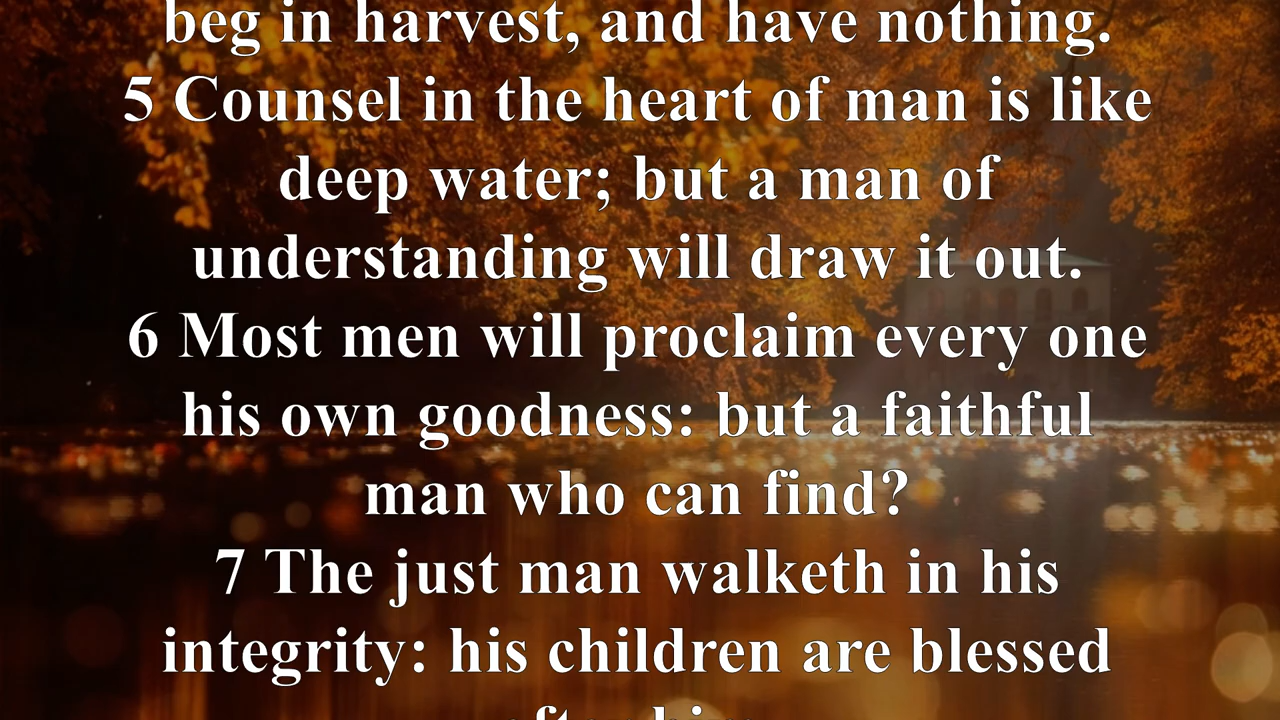 beg in harvest, and have nothing.
5 Counsel in the heart of man is like
deep water; but a man of
understanding will draw it out.
6 Most men will proclaim every one
his own goodness: but a faithful
man who can find?
7 The just man walketh in his
integrity: his children are blessed
after him.